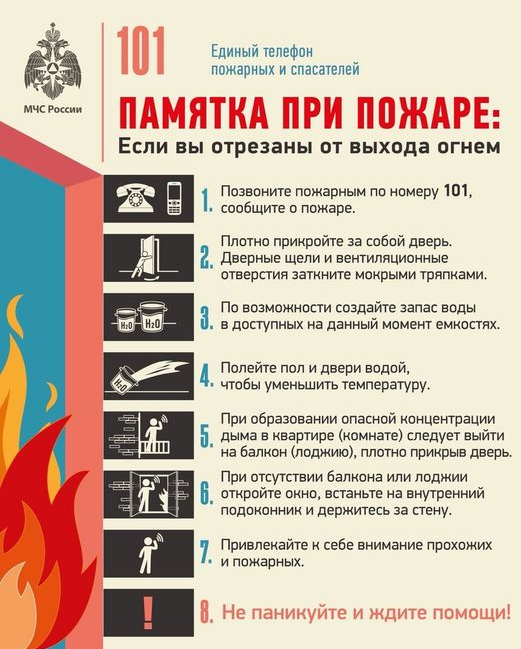 МЧС России
101
Единый телефон
пожарных и спасателей
ПАМЯТКА ПРИ ПОЖАРЕ:
Если вы отрезаны от выхода огнем
1. Позвоните пожарным по номеру 101,
сообщите о пожаре.
2. Плотно прикройте за собой дверь.
Дверные щели и вентиляционные
отверстия заткните мокрыми тряпками.
H₂O
H₂O
3. По возможности создайте запас воды
в доступных на данный момент емкостях.
H₂O
4. Полейте пол и двери водой,
чтобы уменьшить температуру.
5. При образовании опасной концентрации
дыма в квартире (комнате) следует выйти
на балкон (лоджию), плотно прикрыв дверь.
6. При отсутствии балкона или лоджии
откройте окно, встаньте на внутренний
подоконник и держитесь за стену.
7. Привлекайте к себе внимание прохожих
и пожарных.
!
8. Не паникуйте и ждите помощи!